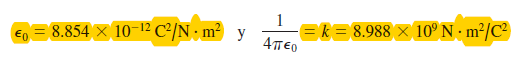 ϵ₀ = 8.854 × 10⁻¹² C²/N · m² y 1/4πϵ₀ = k = 8.988 × 10⁹ N · m²/C²